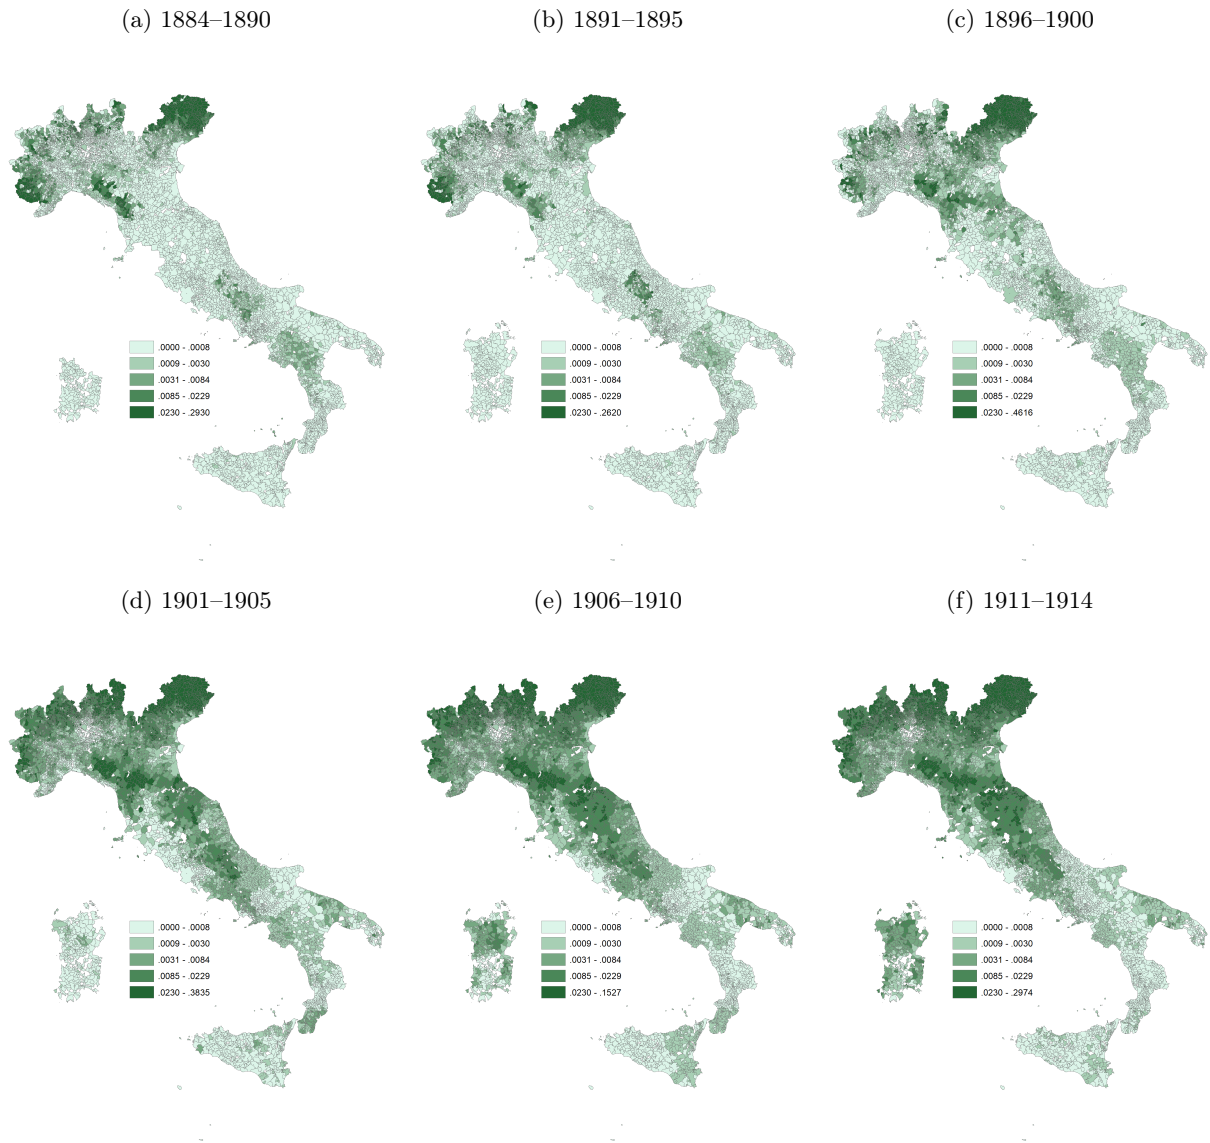 (a) 1884–1890
(b) 1891–1895
(c) 1896–1900
.0000 - .0008
.0009 - .0030
.0031 - .0084
.0085 - .0229
.0230 - .2930
.0000 - .0008
.0009 - .0030
.0031 - .0084
.0085 - .0229
.0230 - .2620
.0000 - .0008
.0009 - .0030
.0031 - .0084
.0085 - .0229
.0230 - .4616
(d) 1901–1905
(e) 1906–1910
(f) 1911–1914
.0000 - .0008
.0009 - .0030
.0031 - .0084
.0085 - .0229
.0230 - .3835
.0000 - .0008
.0009 - .0030
.0031 - .0084
.0085 - .0229
.0230 - .1527
.0000 - .0008
.0009 - .0030
.0031 - .0084
.0085 - .0229
.0230 - .2974